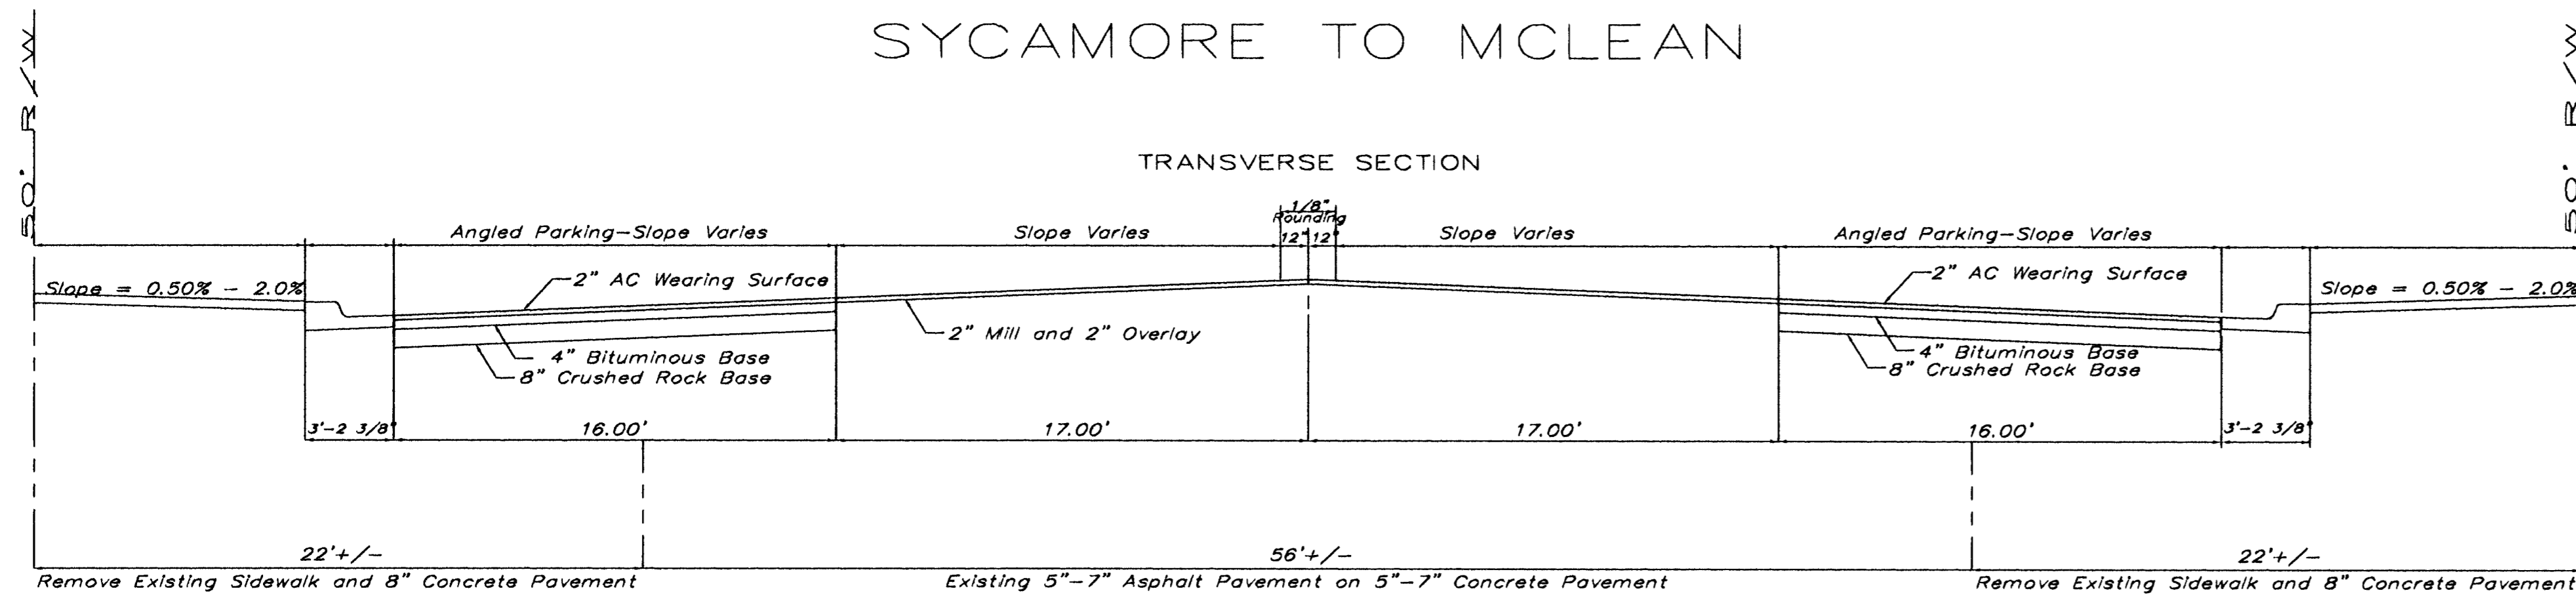 SYCAMORE TO MCLEAN
50' R/W
50' R/W
TRANSVERSE SECTION
1/8"
Rounding
Angled Parking-Slope Varies
Slope Varies
12" 12"
Slope Varies
Angled Parking-Slope Varies
Slope = 0.50% - 2.0%
2" AC Wearing Surface
2" AC Wearing Surface
Slope = 0.50% - 2.0%
2" Mill and 2" Overlay
4" Bituminous Base
8" Crushed Rock Base
4" Bituminous Base
8" Crushed Rock Base
3'-2 3/8"
16.00'
17.00'
17.00'
16.00'
3'-2 3/8"
22'+/-
56'+/-
22'+/-
Remove Existing Sidewalk and 8" Concrete Pavement
Existing 5"-7" Asphalt Pavement on 5"-7" Concrete Pavement
Remove Existing Sidewalk and 8" Concrete Pavement